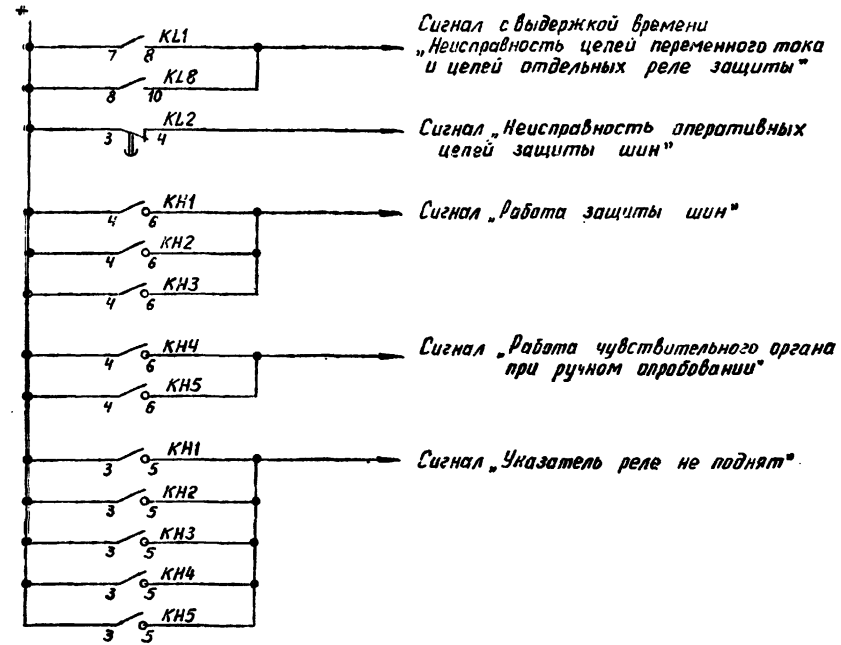 +
KL1
7 8
Сигнал с выдержкой времени
„Неисправность цепей переменного тока
и цепей отдельных реле защиты"
KL8
8 10
KL2
3 4
Сигнал „Неисправность оперативных
цепей защиты шин"
KH1
4 6
Сигнал „Работа защиты шин"
KH2
4 6
KH3
4 6
KH4
4 6
Сигнал „Работа чувствительного органа
при ручном опробовании"
KH5
4 6
KH1
3 5
Сигнал „Указатель реле не поднят"
KH2
3 5
KH3
3 5
KH4
3 5
KH5
3 5